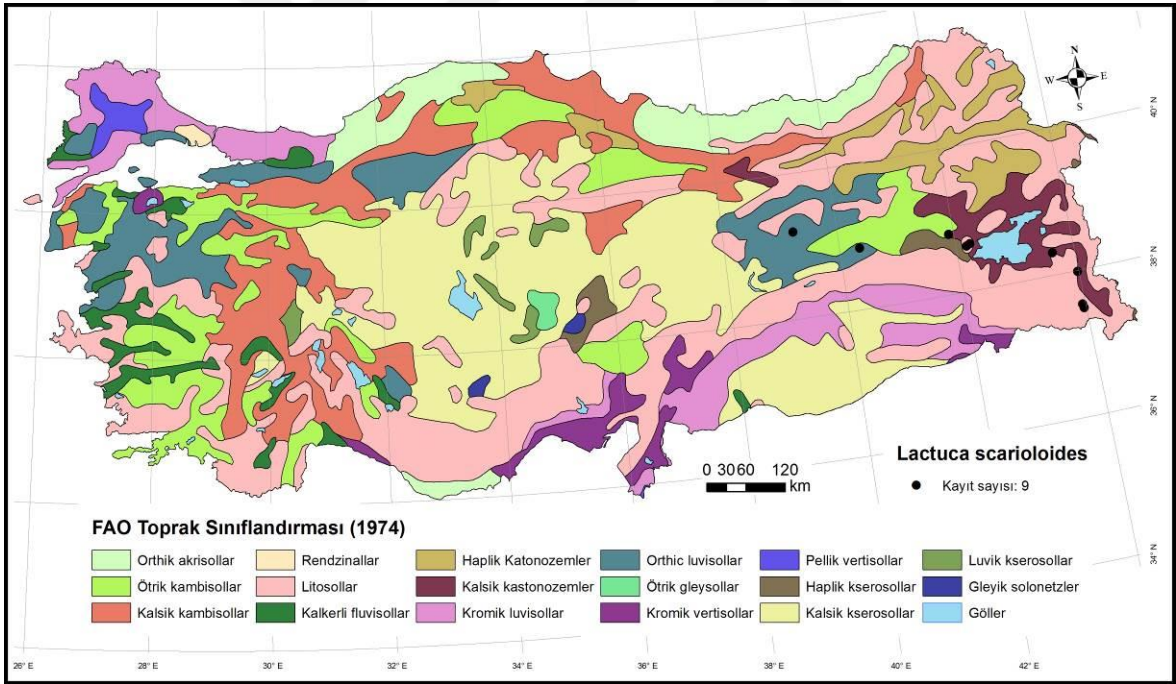 N
W E
S
40° N
38° N
36° N
34° N
0 30 60 120
km
Lactuca scarioloides
Kayıt sayısı: 9
FAO Toprak Sınıflandırması (1974)
Orthik akrisollar
Rendzinallar
Haplik Katonozemler
Orthic luvisollar
Pellik vertisollar
Luvik kserosollar
Ötrik kambisollar
Litosollar
Kalsik kastonozemler
Ötrik gleysollar
Haplik kserosollar
Gleyik solonetzler
Kalsik kambisollar
Kalkerli fluvisollar
Kromik luvisollar
Kromik vertisollar
Kalsik kserosollar
Göller
26° E 28° E 30° E 32° E 34° E 36° E 38° E 40° E 42° E